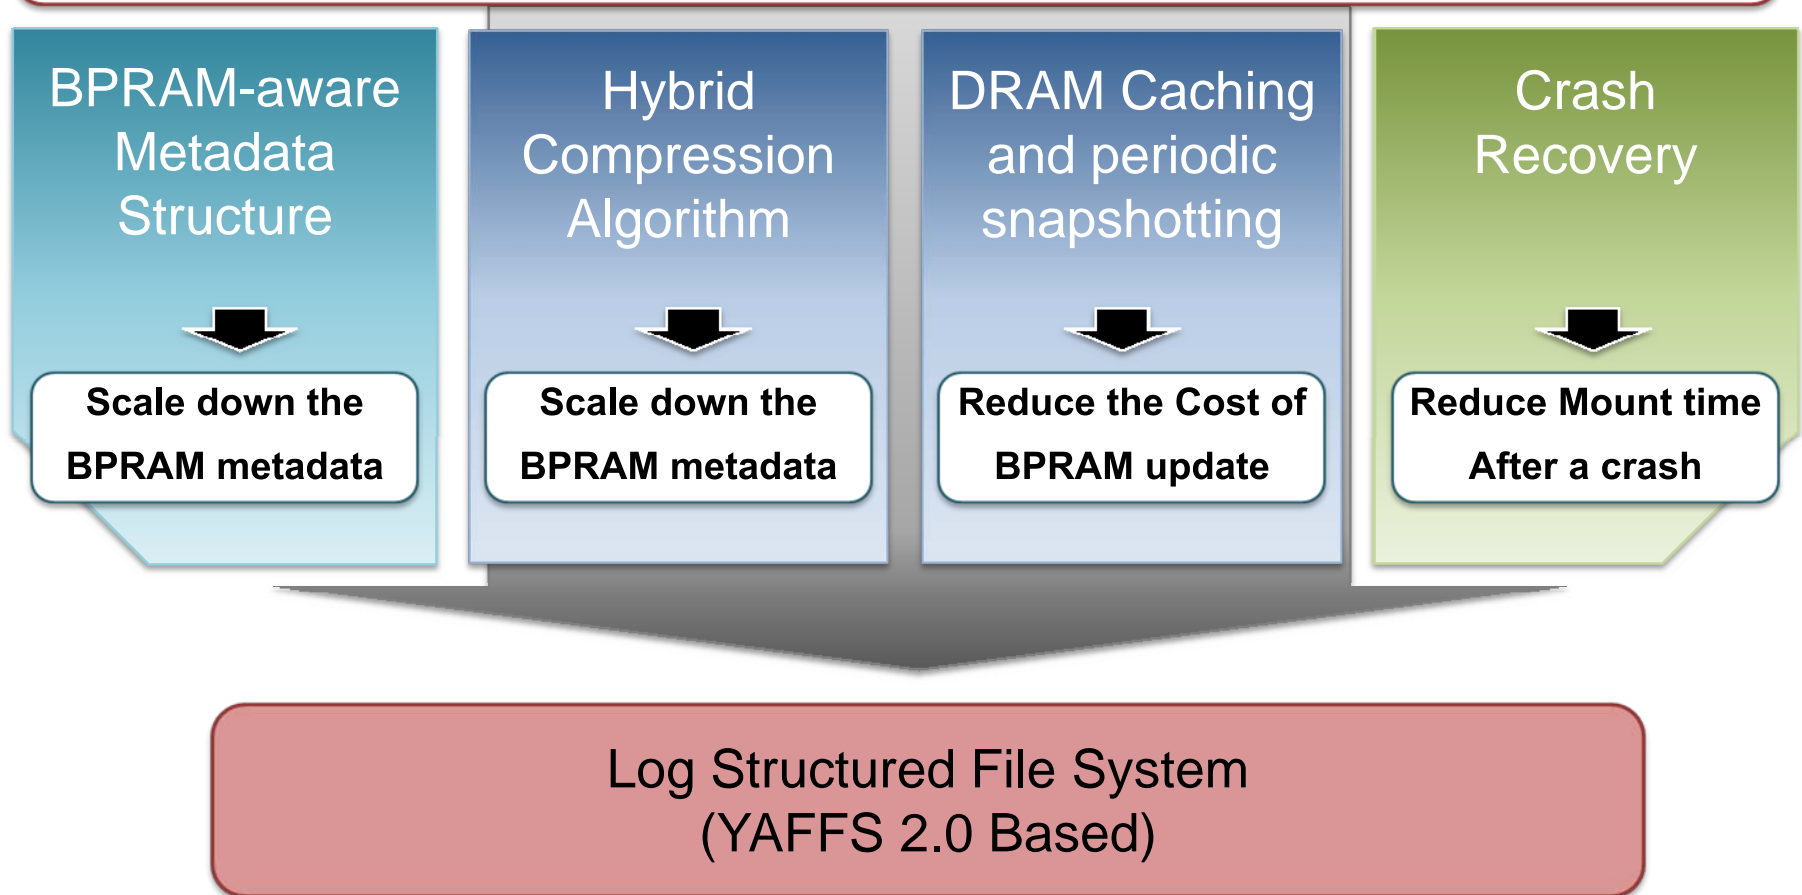 BPRAM-aware
Metadata
Structure
Scale down the
BPRAM metadata
Hybrid
Compression
Algorithm
Scale down the
BPRAM metadata
DRAM Caching
and periodic
snapshotting
Reduce the Cost of
BPRAM update
Crash
Recovery
Reduce Mount time
After a crash
Log Structured File System
(YAFFS 2.0 Based)